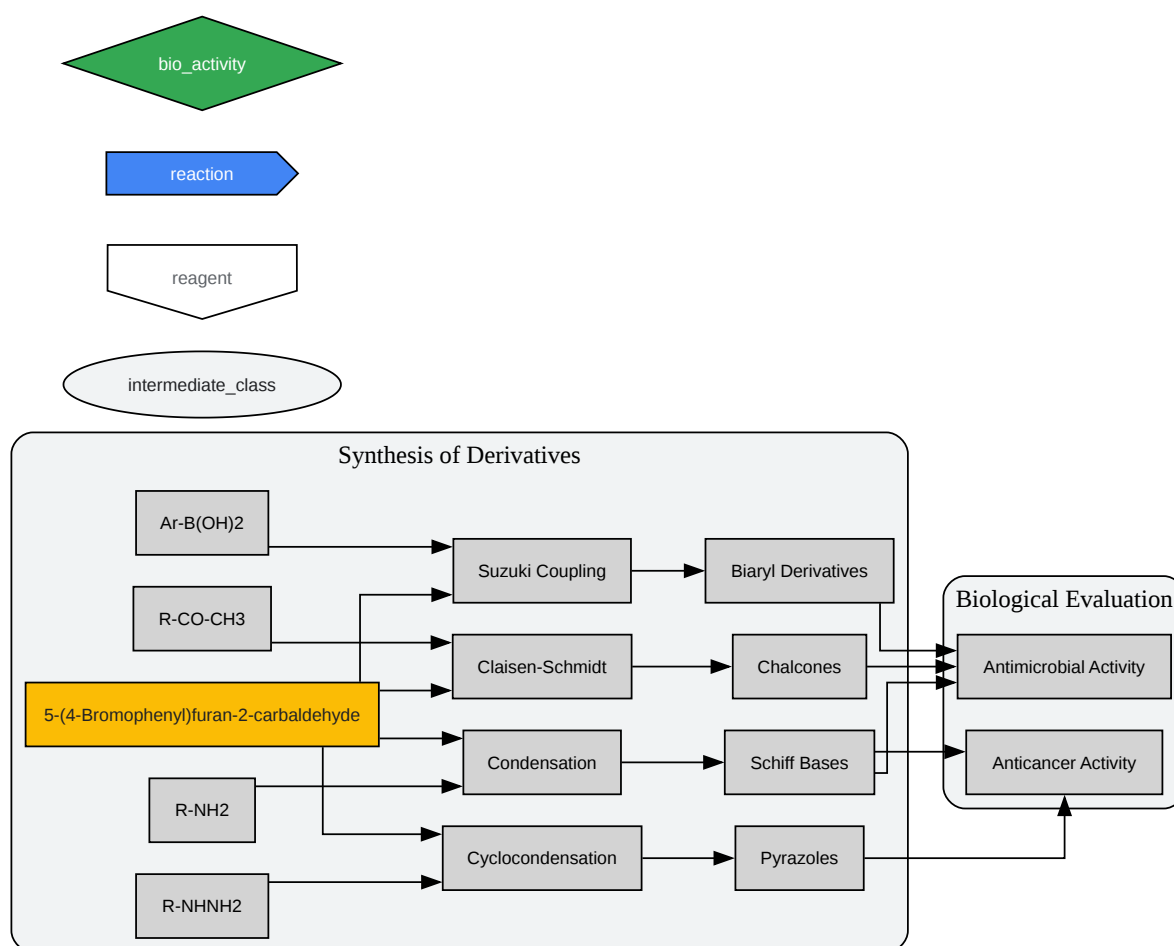 bio_activity
reaction
reagent
intermediate_class
Synthesis of Derivatives
Ar-B(OH)2
Suzuki Coupling
Biaryl Derivatives
Biological Evaluation
R-CO-CH3
Claisen-Schmidt
Chalcones
Antimicrobial Activity
5-(4-Bromophenyl)furan-2-carbaldehyde
Condensation
Schiff Bases
Anticancer Activity
R-NH2
Cyclocondensation
Pyrazoles
R-NHNH2